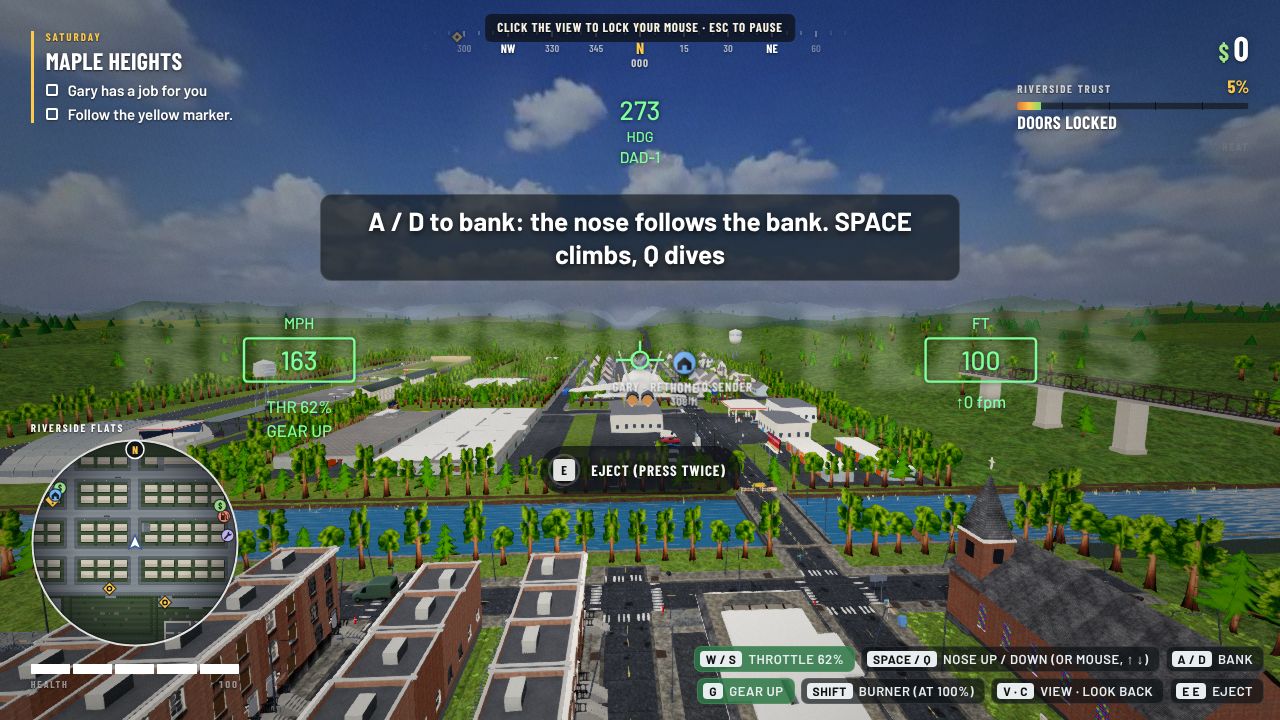 CLICK THE VIEW TO LOCK YOUR MOUSE · ESC TO PAUSE
SATURDAY
MAPLE HEIGHTS
Gary has a job for you
Follow the yellow marker.
300 NW 330 345 N 15 30 NE 60
000
$0
RIVERSIDE TRUST 5%
DOORS LOCKED
HEAT
273
HDG
DAD-1
A / D to bank: the nose follows the bank. SPACE
climbs, Q dives
MPH
163
THR 62%
GEAR UP
FT
100
↑0 fpm
E EJECT (PRESS TWICE)
RIVERSIDE FLATS
N
HEALTH 100
W / S THROTTLE 62%
SPACE / Q NOSE UP / DOWN (OR MOUSE, ↑ ↓)
A / D BANK
G GEAR UP
SHIFT BURNER (AT 100%)
V · C VIEW · LOOK BACK
E E EJECT